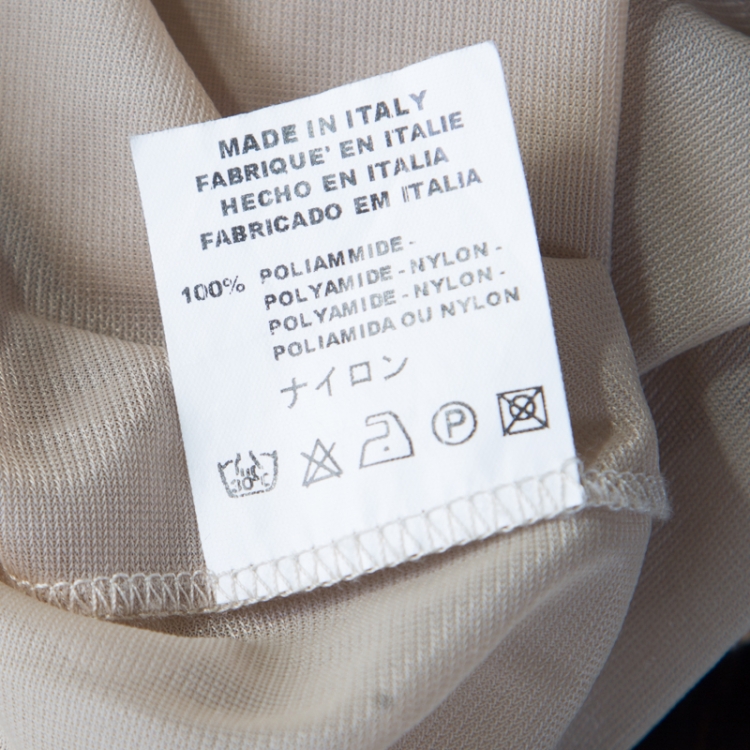 MADE IN ITALY
FABRIQUE' EN ITALIE
HECHO EN ITALIA
FABRICADO EM ITALIA
100% POLIAMMIDE -
POLYAMIDE - NYLON -
POLYAMIDE - NYLON -
POLIAMIDA OU NYLON
ナイロン
30°C P